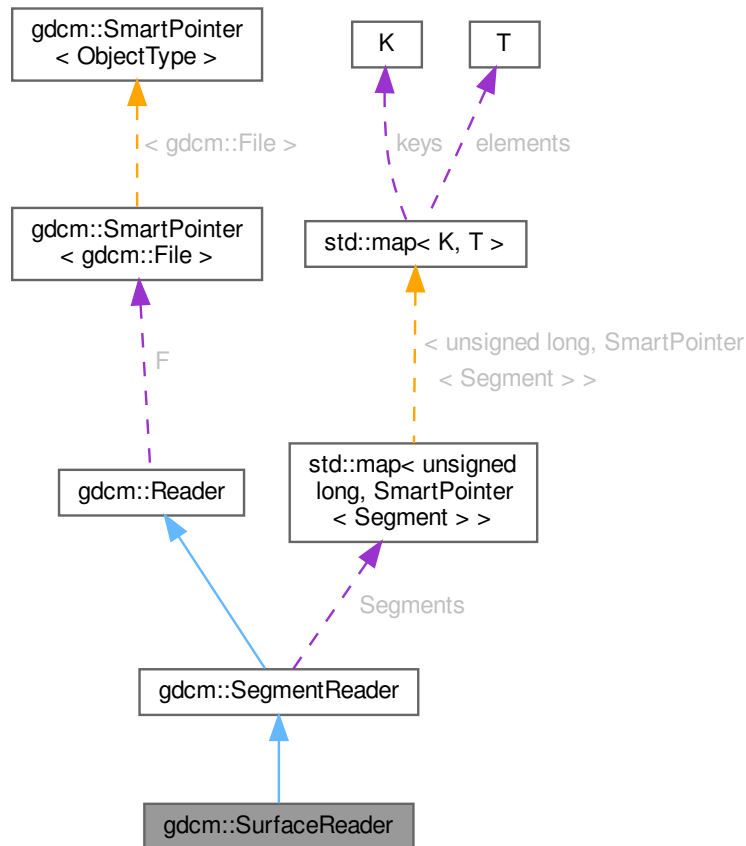 gdcm::SmartPointer
< ObjectType >
K
T
< gdcm::File >
keys
elements
gdcm::SmartPointer
< gdcm::File >
std::map< K, T >
< unsigned long, SmartPointer
< Segment > >
F
gdcm::Reader
std::map< unsigned
long, SmartPointer
< Segment > >
Segments
gdcm::SegmentReader
gdcm::SurfaceReader